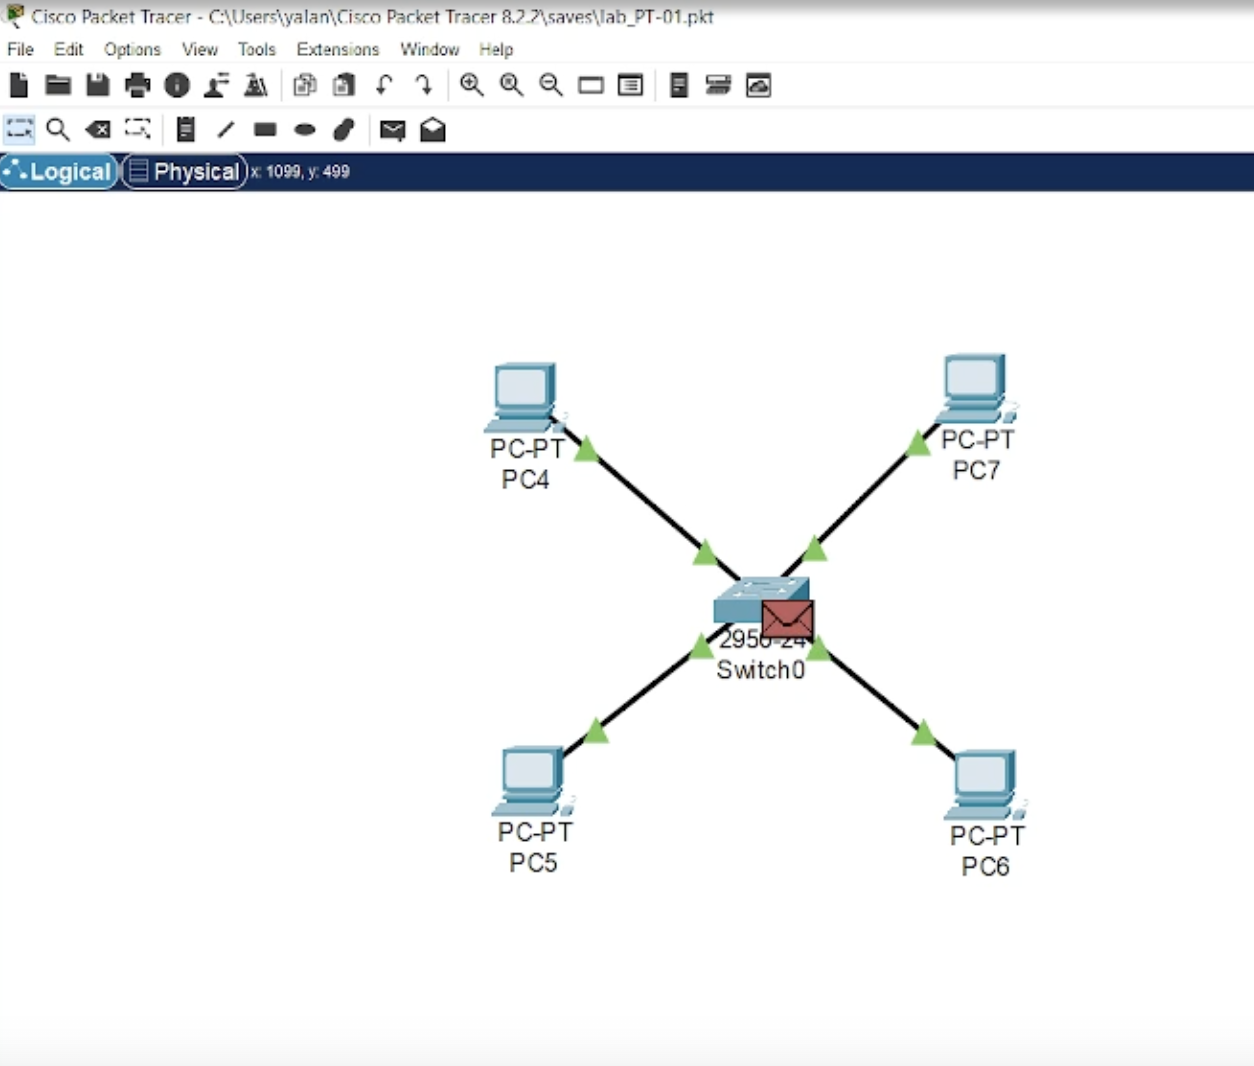 Cisco Packet Tracer - C:\Users\yalan\Cisco Packet Tracer 8.2.2\saves\lab_PT-01.pkt
File Edit Options View Tools Extensions Window Help
Logical Physical x: 1099, y: 499
PC-PT
PC4
PC-PT
PC7
2950-24
Switch0
PC-PT
PC5
PC-PT
PC6